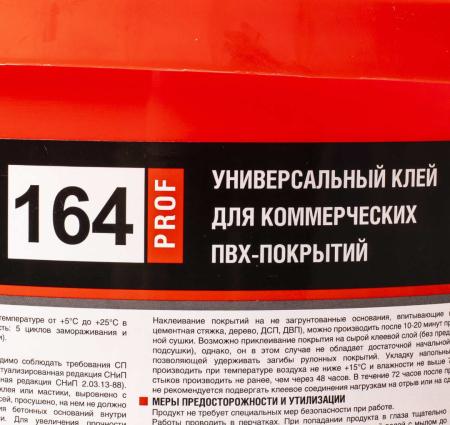 164
PROF
УНИВЕРСАЛЬНЫЙ КЛЕЙ
ДЛЯ КОММЕРЧЕСКИХ
ПВХ-ПОКРЫТИЙ
температуре от +5°С до +25°С в
5 циклов замораживания и
соблюдать требования СП
редакция СНиП
редакция СНиП 2.03.13-88).
клея или мастики, выровнено с
просушено, на нем не должно
бетонных оснований внутри
Для увеличения прочности
Наклеивание покрытий на не загрунтованные основания, впитывающие
цементная стяжка, дерево, ДСП, ДВП), можно производить после 10-20 минут
ной сушки. Возможно приклеивание покрытия на сырой клеевой слой (без
подсушки), однако, он в этом случае не обладает достаточной начальной
позволяющей удерживать загибы рулонных покрытий. Укладку напольных
производить при температуре воздуха не ниже +15°С и влажности не выше
стыков производить не ранее, чем через 48 часов. В течение 72 часов после
не рекомендуется подвергать клеевое соединение нагрузкам на отрыв или на
МЕРЫ ПРЕДОСТОРОЖНОСТИ И УТИЛИЗАЦИИ
Продукт не требует специальных мер безопасности при работе.
Работы проводить в перчатках. При попадании продукта в глаза тщательно
с мылом до